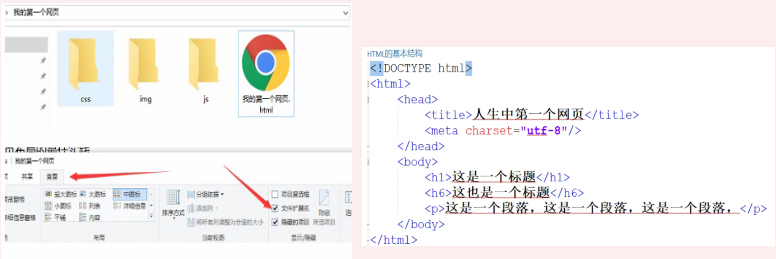 我的第一个网页
css
img
js
我的第一个网页.
html
我的第一个网页
共享
查看
超大图标 大图标 中图标
小图标 列表 详细信息
平铺 内容
布局
排序方式
分组依据
添加列
将所有列调整为合适的大小
当前视图
项目复选框
文件扩展名
隐藏的项目
隐藏
所选项目
显示/隐藏
HTML的基本结构
<!DOCTYPE html>
<html>
<head>
<title>人生中第一个网页</title>
<meta charset="utf-8"/>
</head>
<body>
<h1>这是一个标题</h1>
<h6>这也是一个标题</h6>
<p>这是一个段落，这是一个段落，这是一个段落，</p>
</body>
</html>